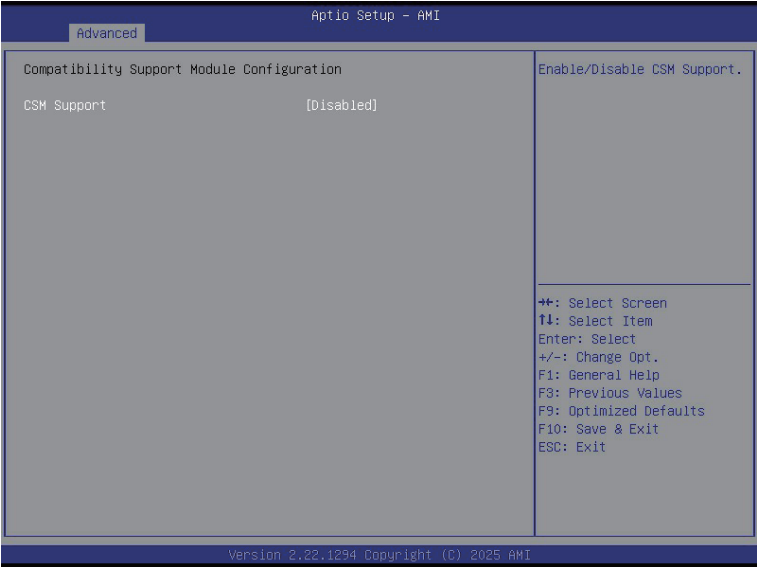 Aptio Setup – AMI
Advanced
Compatibility Support Module Configuration
CSM Support [Disabled]
Enable/Disable CSM Support.
→←: Select Screen
↑↓: Select Item
Enter: Select
+/-: Change Opt.
F1: General Help
F3: Previous Values
F9: Optimized Defaults
F10: Save & Exit
ESC: Exit
Version 2.22.1294 Copyright (C) 2025 AMI